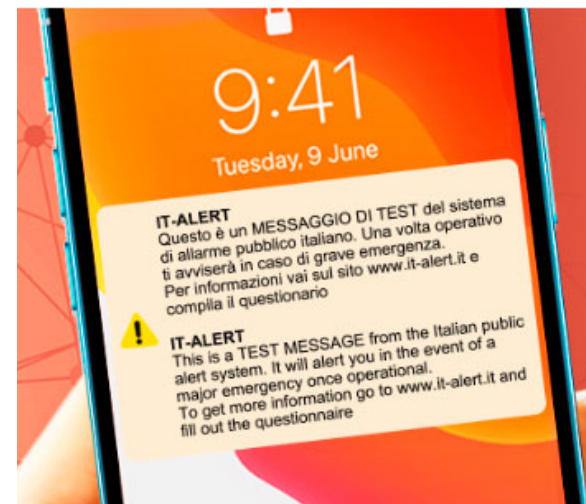 9:41
Tuesday, 9 June
IT-ALERT
Questo è un MESSAGGIO DI TEST del sistema
di allarme pubblico italiano. Una volta operativo
ti avviserà in caso di grave emergenza.
Per informazioni vai sul sito www.it-alert.it e
compila il questionario
IT-ALERT
This is a TEST MESSAGE from the Italian public
alert system. It will alert you in the event of a
major emergency once operational.
To get more information go to www.it-alert.it and
fill out the questionnaire